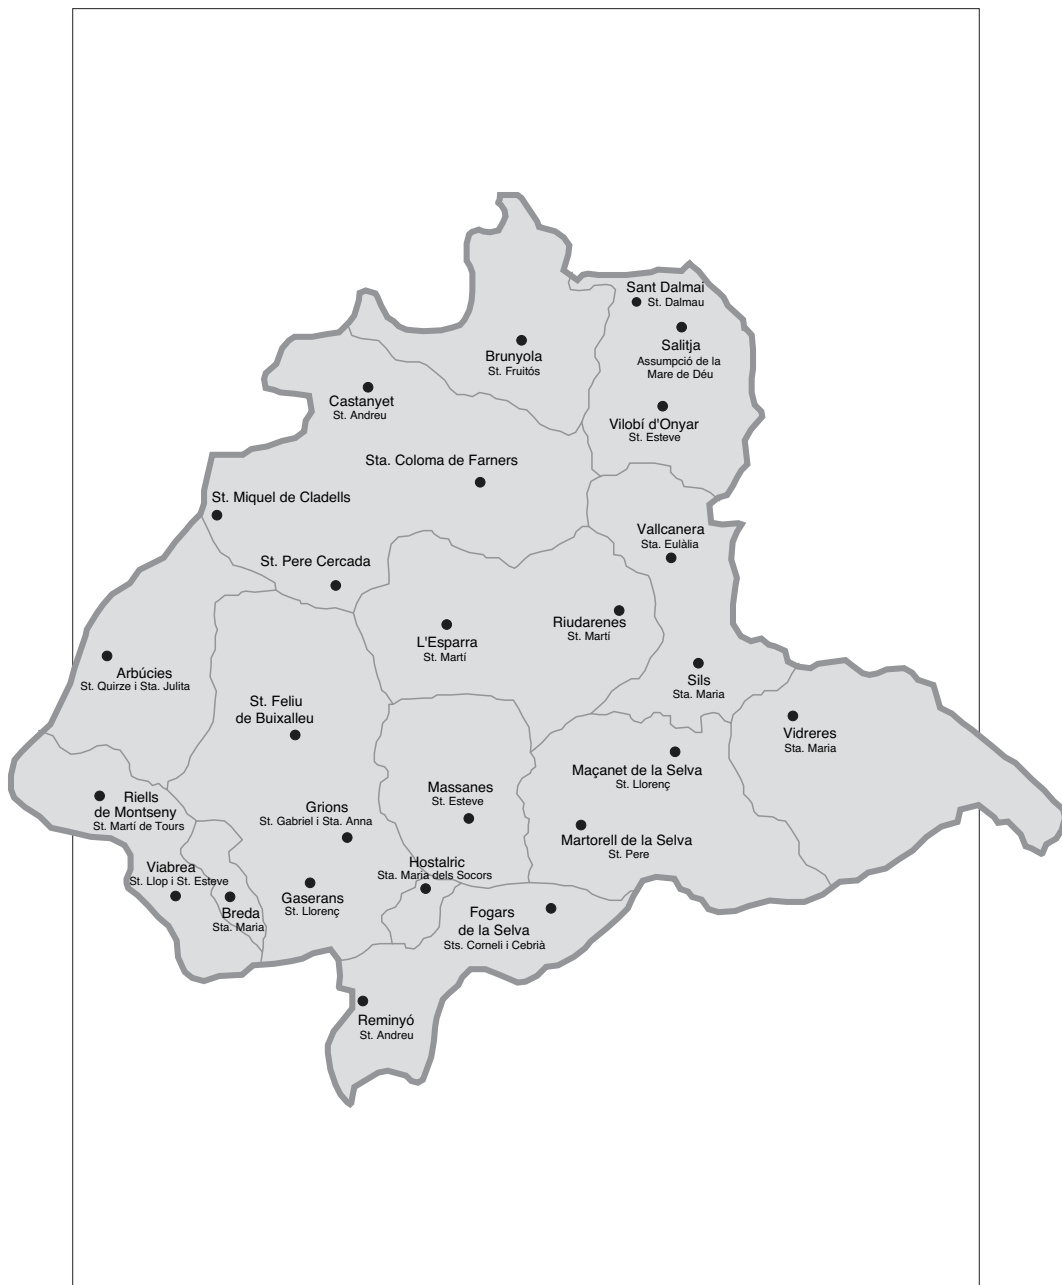 Sant Dalmai
St. Dalmau
Salitja
Assumpció de la
Mare de Déu
Brunyola
St. Fruitós
Castanyet
St. Andreu
Vilobí d'Onyar
St. Esteve
Sta. Coloma de Farners
St. Miquel de Cladells
Vallcanera
Sta. Eulàlia
St. Pere Cercada
Riudarenes
St. Martí
L'Esparra
St. Martí
Arbúcies
St. Quirze i Sta. Julita
Sils
Sta. Maria
St. Feliu
de Buixalleu
Vidreres
Sta. Maria
Maçanet de la Selva
St. Llorenç
Massanes
St. Esteve
Riells
de Montseny
St. Martí de Tours
Grions
St. Gabriel i Sta. Anna
Martorell de la Selva
St. Pere
Hostalric
Sta. Maria dels Socors
Viabrea
St. Llop i St. Esteve
Gaserans
St. Llorenç
Breda
Sta. Maria
Fogars
de la Selva
Sts. Corneli i Cebrià
Reminyó
St. Andreu